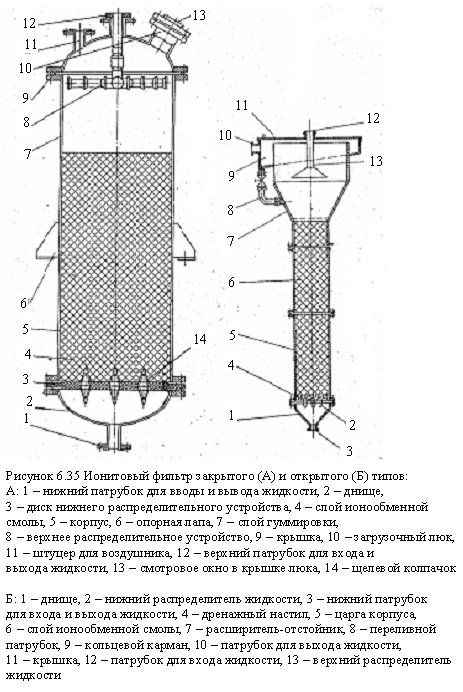 12
13
11
10
9
8
7
6
5
4
14
3
2
1
11
12
10
9
13
8
7
6
5
4
1
2
3
Рисунок 6.35 Ионитовый фильтр закрытого (А) и открытого (Б) типов:
А: 1 – нижний патрубок для вводы и вывода жидкости, 2 – днище,
3 – диск нижнего распределительного устройства, 4 – слой ионообменной
смолы, 5 – корпус, 6 – опорная лапа, 7 – слой гуммировки,
8 – верхнее распределительное устройство, 9 – крышка, 10 – загрузочный люк,
11 – штуцер для воздушника, 12 – верхний патрубок для входа и
выхода жидкости, 13 – смотровое окно в крышке люка, 14 – щелевой колпачок
Б: 1 – днище, 2 – нижний распределитель жидкости, 3 – нижний патрубок
для входа и выхода жидкости, 4 – дренажный настил, 5 – царга корпуса,
6 – слой ионообменной смолы, 7 – расширитель-отстойник, 8 – переливной
патрубок, 9 – кольцевой карман, 10 – патрубок для выхода жидкости,
11 – крышка, 12 – патрубок для входа жидкости, 13 – верхний распределитель
жидкости